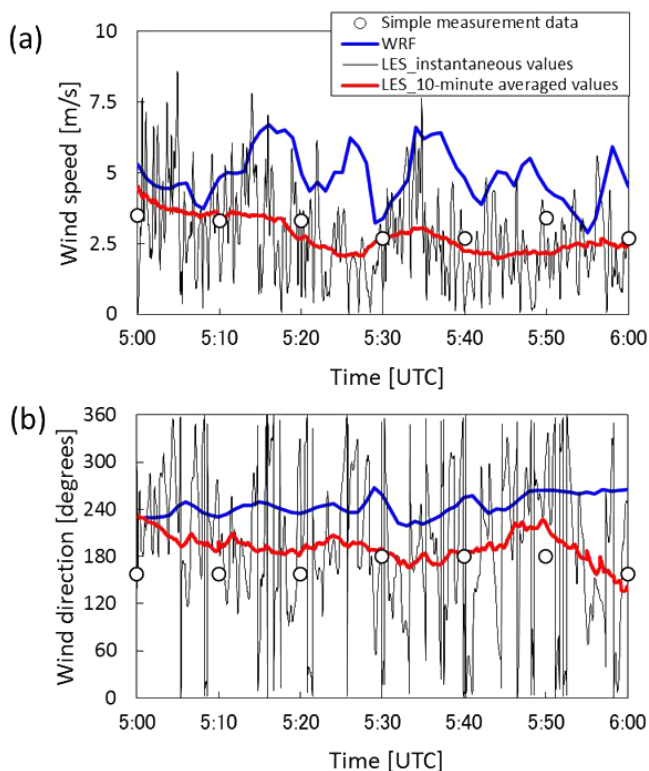 (a)
Simple measurement data
WRF
LES_instantaneous values
LES_10-minute averaged values
Wind speed [m/s]
10
7.5
5
2.5
0
5:00 5:10 5:20 5:30 5:40 5:50 6:00
Time [UTC]
(b)
Wind direction [degrees]
360
300
240
180
120
60
0
5:00 5:10 5:20 5:30 5:40 5:50 6:00
Time [UTC]